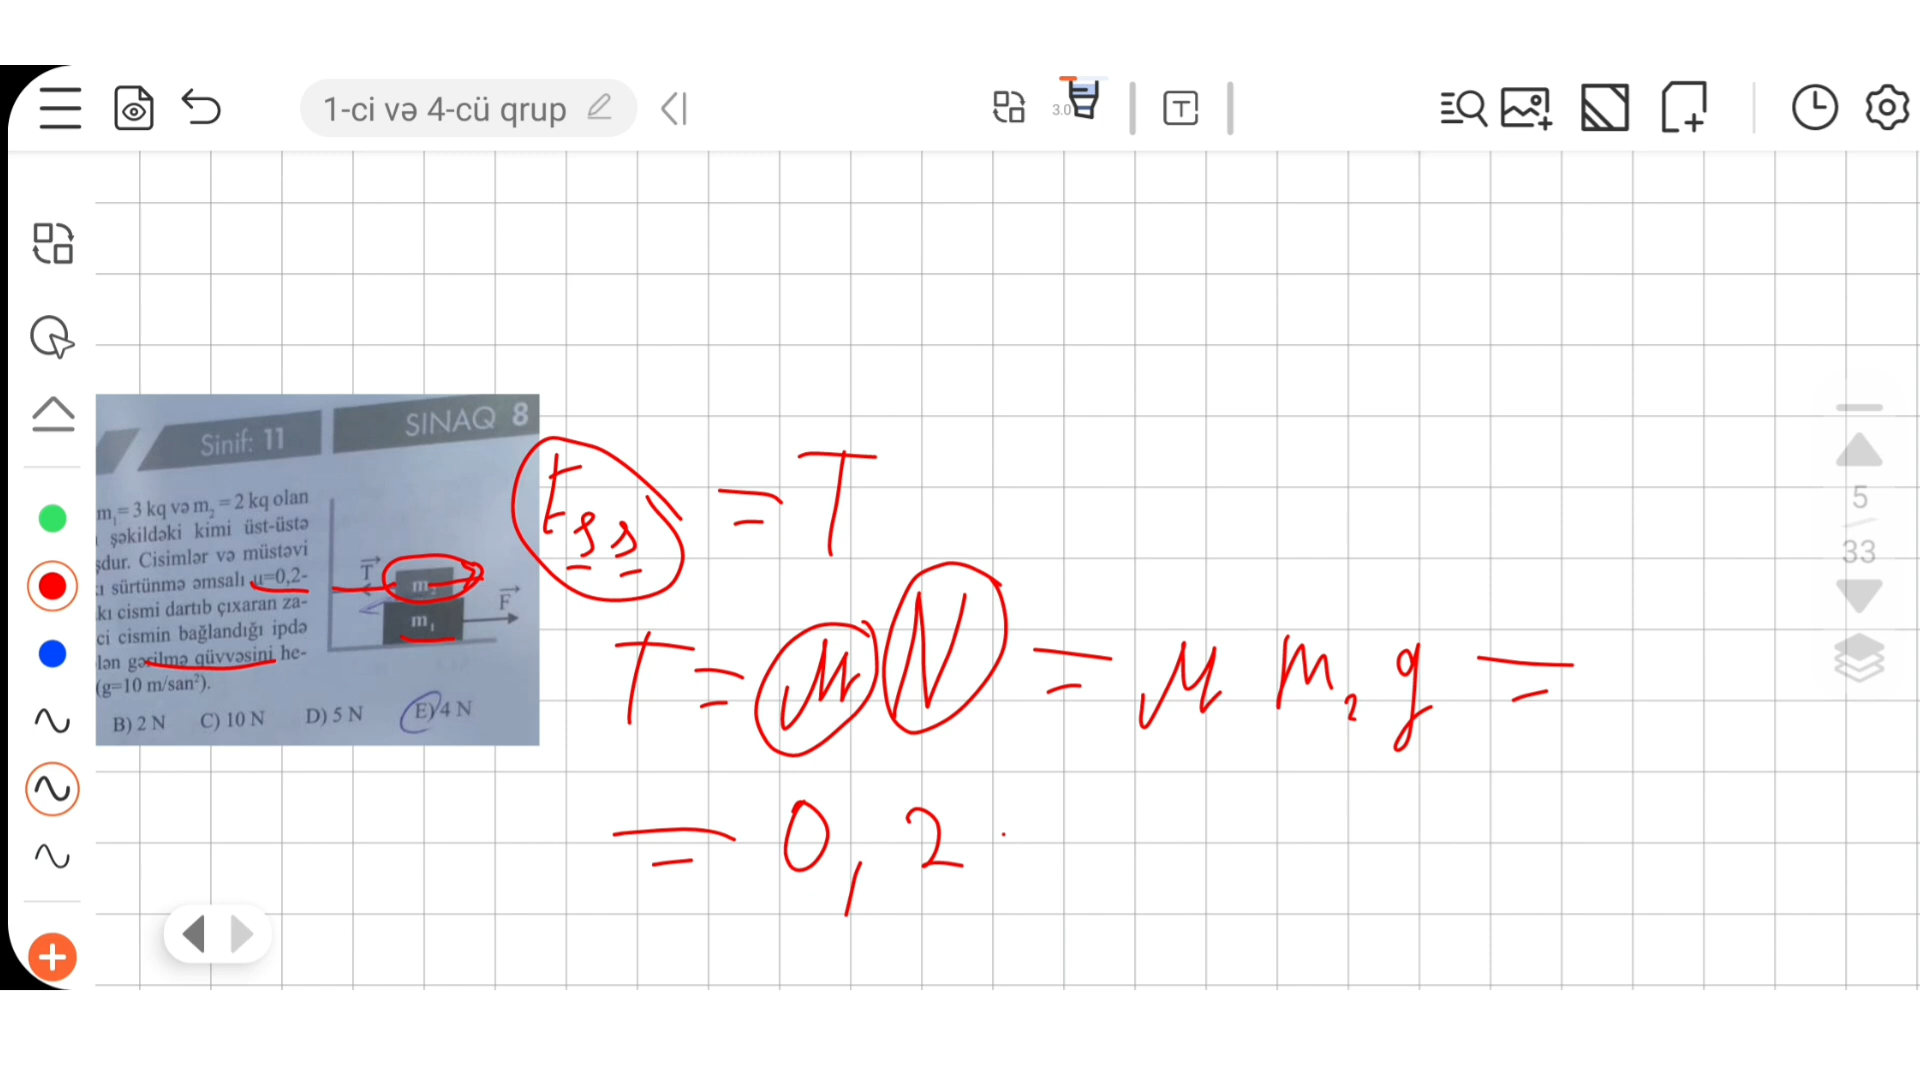 1-ci və 4-cü qrup
3.0
T
Sinif: 11
SINAQ 8
m₁=3 kq və m₂=2 kq olan
şəkildəki kimi üst-üstə
şdur. Cisimlər və müstəvi
sürtünmə əmsalı μ=0,2-
kı cismi dartıb çıxaran za-
ci cismin bağlandığı ipdə
lən gərilmə qüvvəsini he-
(g=10 m/san²).
B) 2 N C) 10 N D) 5 N E) 4 N
T
m₂
F
m₁
= T
T = μ N = μ m₂ g =
= 0,2 ·
5
33